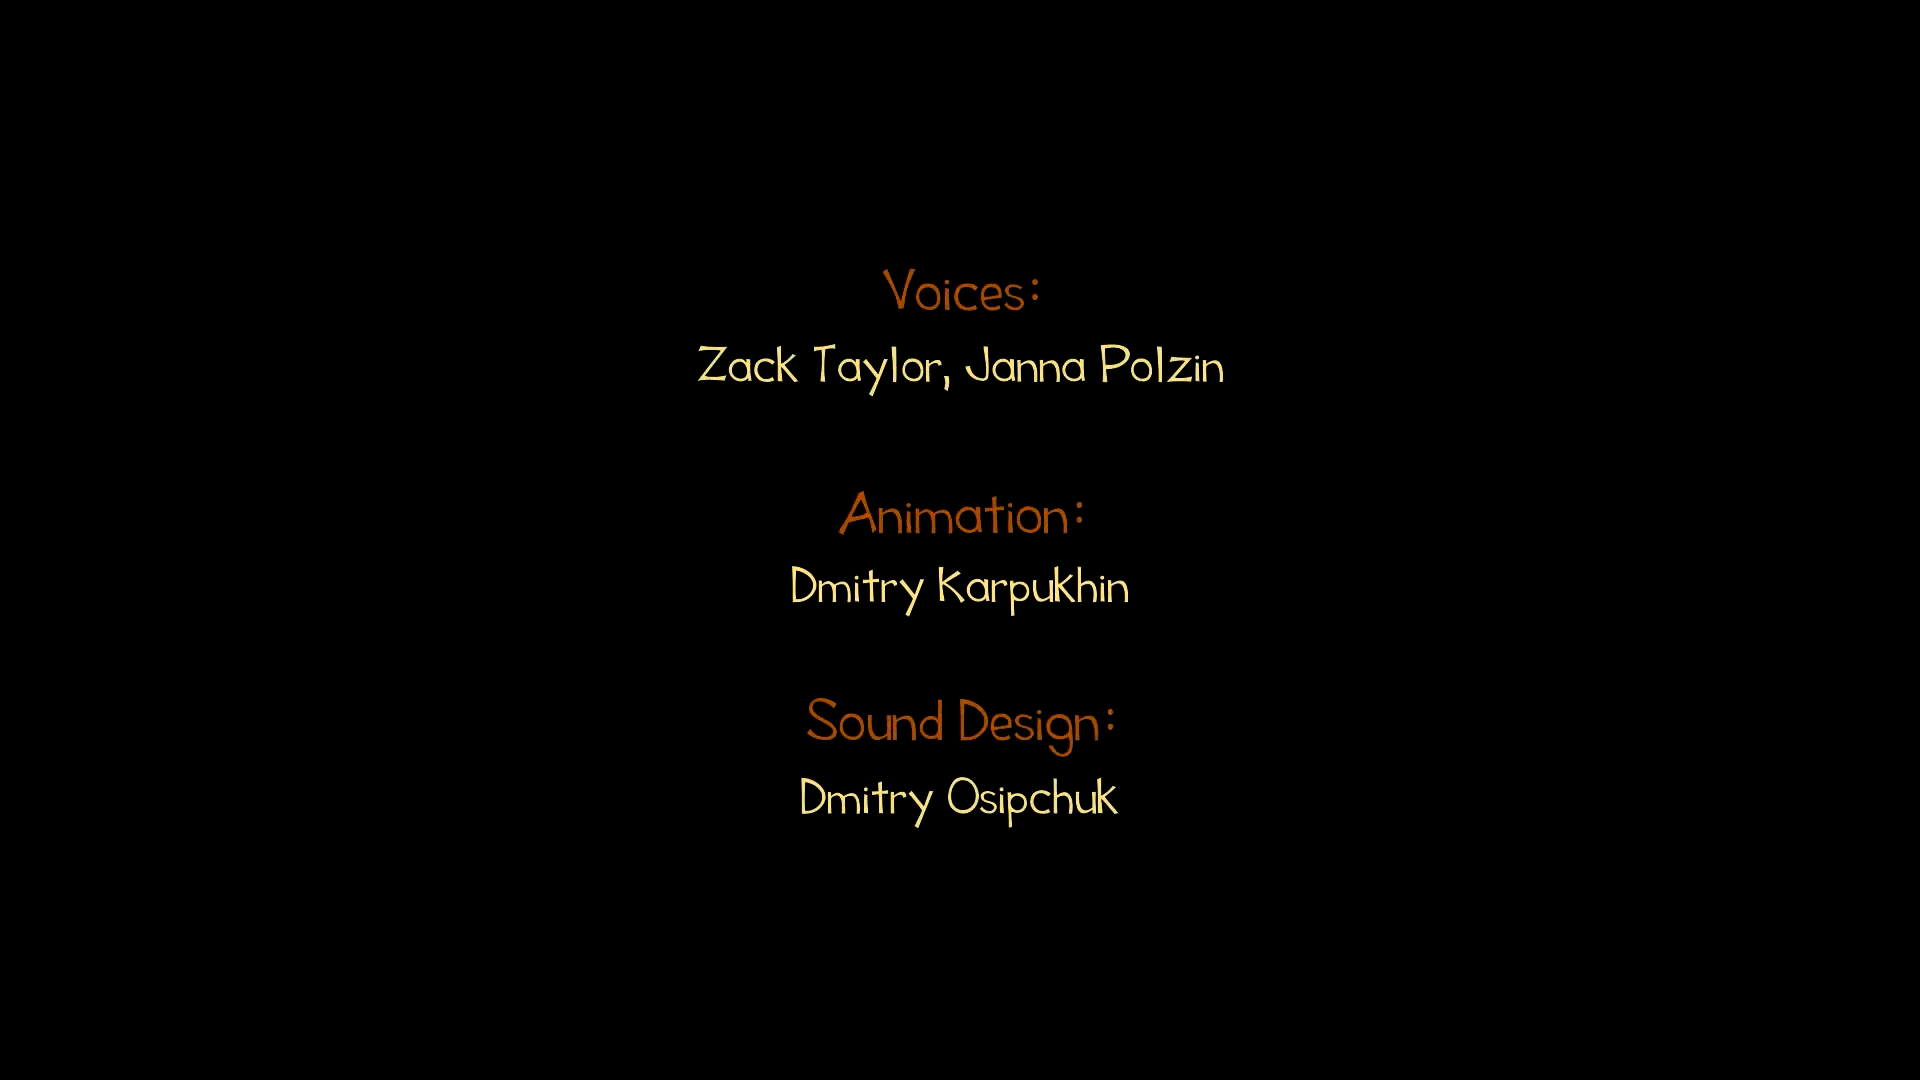 Voices:
Zack Taylor, Janna Polzin
Animation:
Dmitry Karpukhin
Sound Design:
Dmitry Osipchuk